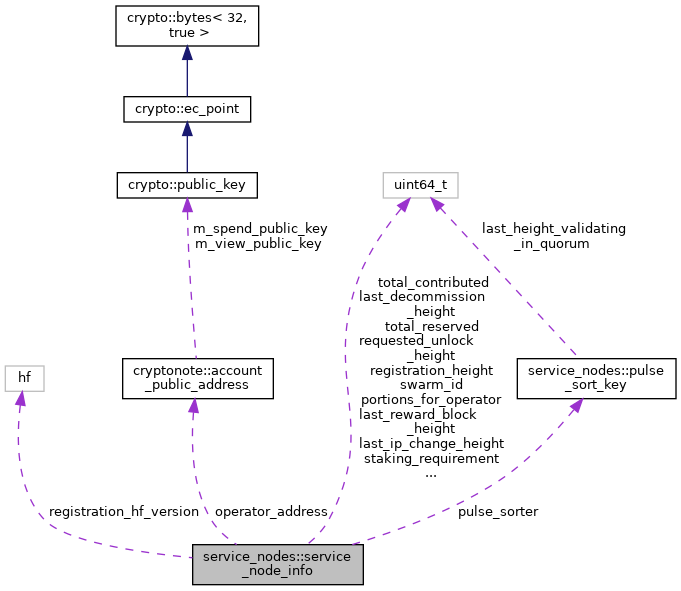 crypto::bytes< 32,
true >
crypto::ec_point
crypto::public_key
uint64_t
m_spend_public_key
m_view_public_key
last_height_validating
_in_quorum
total_contributed
last_decommission
_height
total_reserved
requested_unlock
_height
registration_height
swarm_id
portions_for_operator
last_reward_block
_height
last_ip_change_height
staking_requirement
...
hf
cryptonote::account
_public_address
service_nodes::pulse
_sort_key
registration_hf_version
operator_address
pulse_sorter
service_nodes::service
_node_info